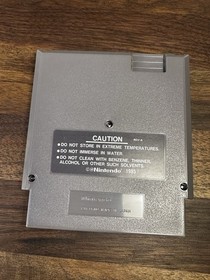 CAUTION
●DO NOT STORE IN EXTREME TEMPERATURES.
●DO NOT IMMERSE IN WATER.
●DO NOT CLEAN WITH BENZENE, THINNER,
ALCOHOL OR OTHER SUCH SOLVENTS.
©Nintendo 1985